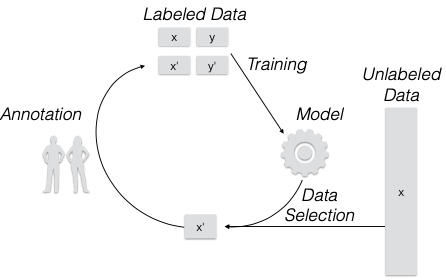 Labeled Data
x y
x' y'
Training
Unlabeled
Data
Annotation
Model
x
Data
Selection
x'